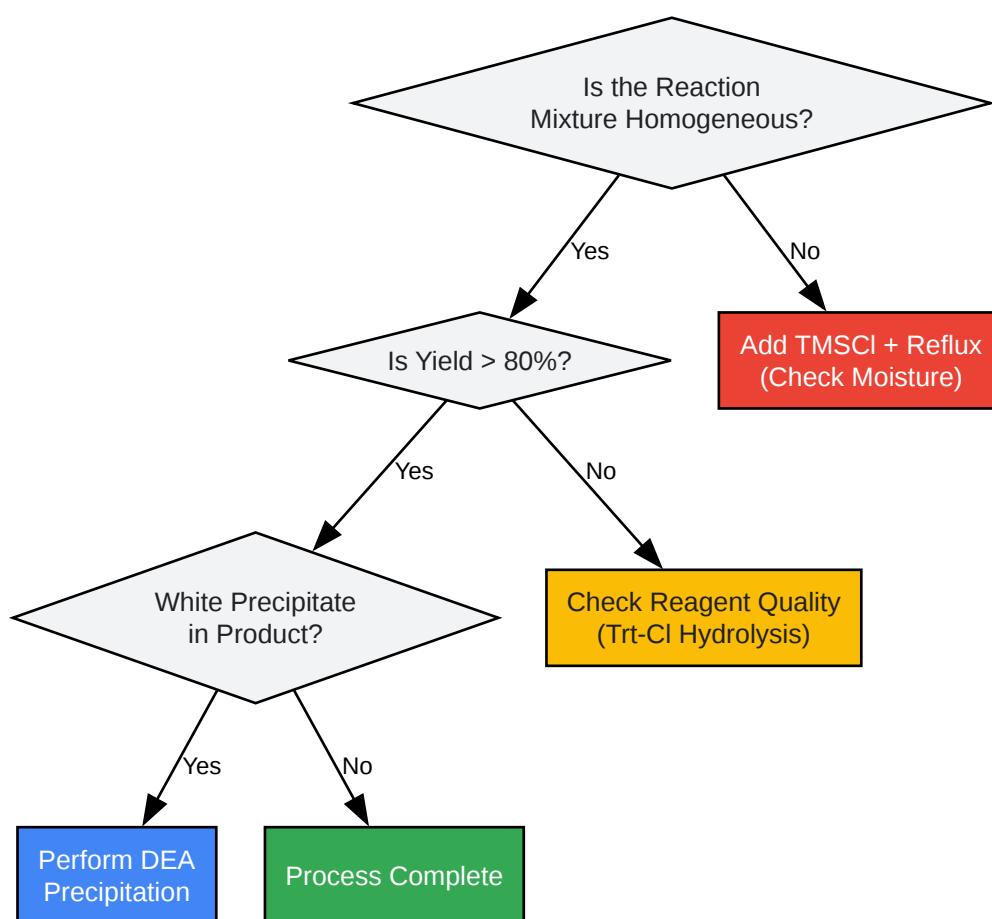 Is the Reaction
Mixture Homogeneous?
Yes
No
Is Yield > 80%?
Add TMSCl + Reflux
(Check Moisture)
Yes
No
White Precipitate
in Product?
Check Reagent Quality
(Trt-Cl Hydrolysis)
Yes
No
Perform DEA
Precipitation
Process Complete